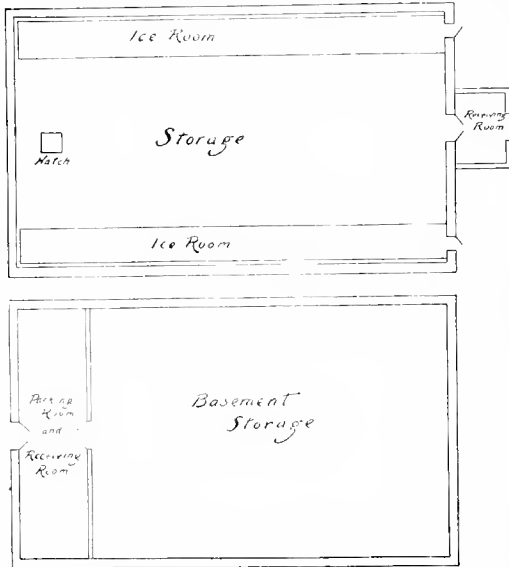 Ice Room
Storage
Receiving
Room
Hatch
Ice Room
Basement
Storage
Packing
Room
and
Receiving
Room